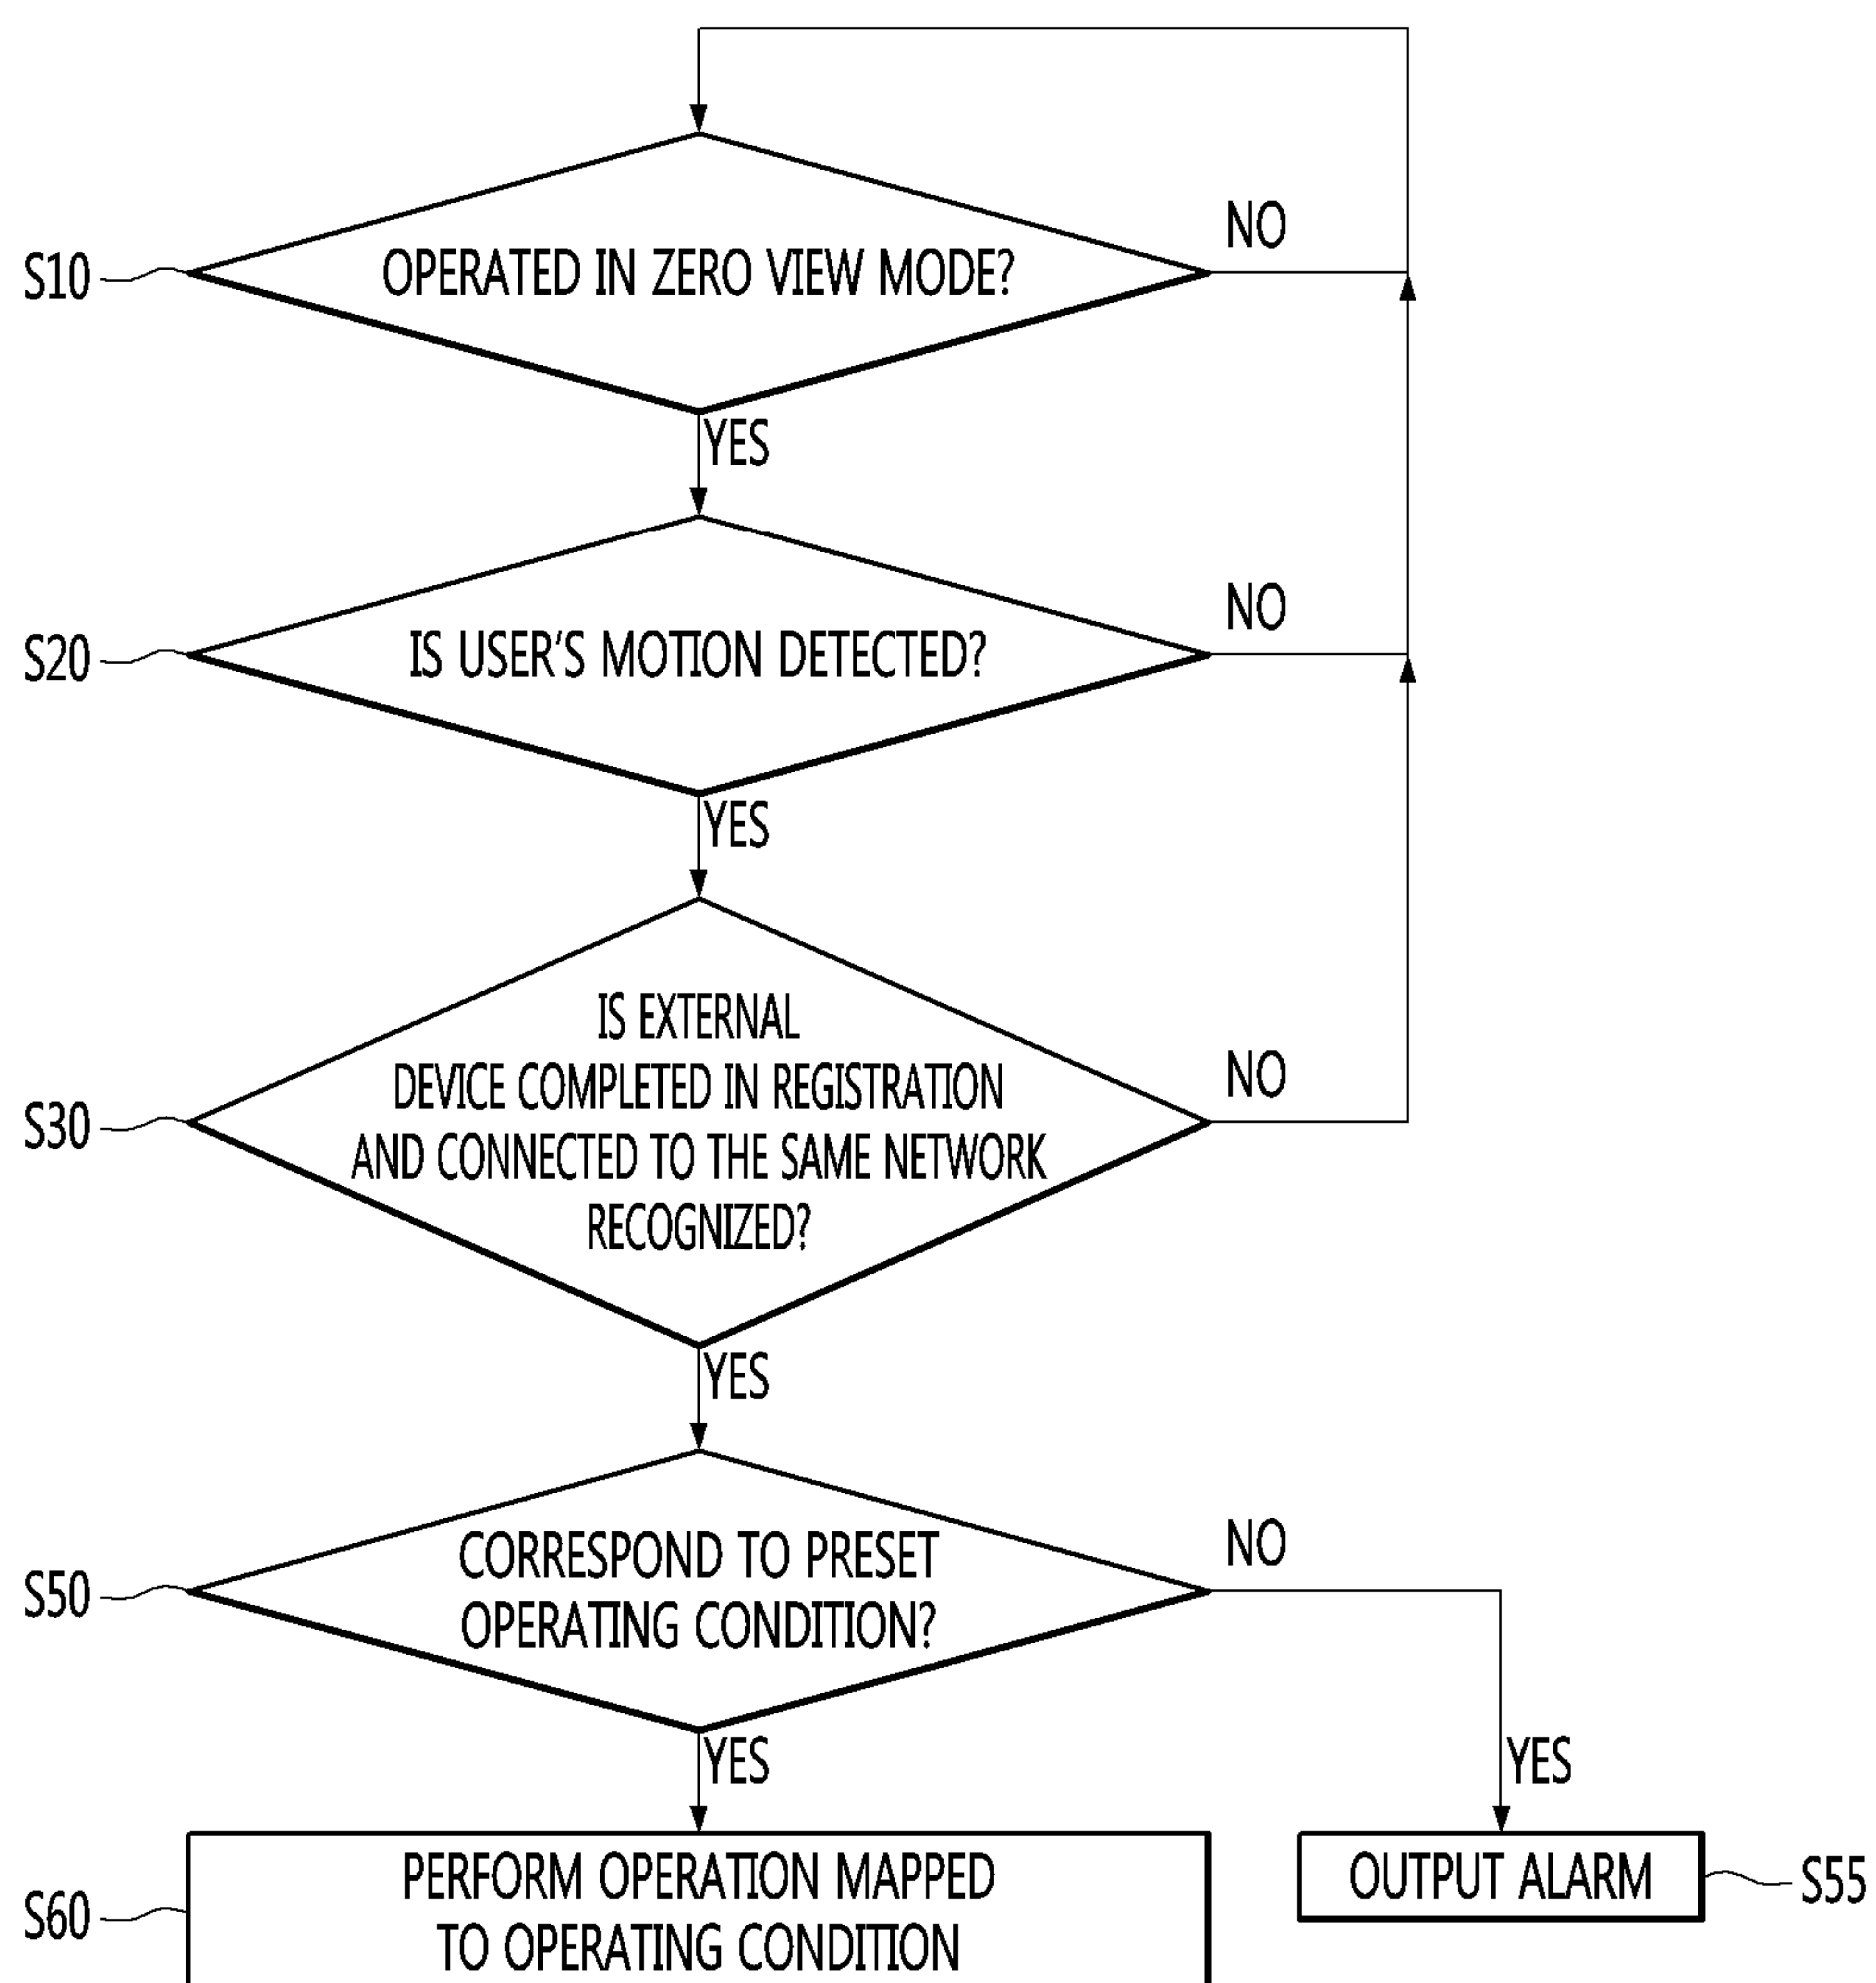 NO
S10
OPERATED IN ZERO VIEW MODE?
YES
NO
S20
IS USER'S MOTION DETECTED?
YES
IS EXTERNAL
DEVICE COMPLETED IN REGISTRATION
AND CONNECTED TO THE SAME NETWORK
RECOGNIZED?
NO
S30
YES
CORRESPOND TO PRESET
OPERATING CONDITION?
NO
S50
YES
YES
PERFORM OPERATION MAPPED
TO OPERATING CONDITION
S60
OUTPUT ALARM
S55